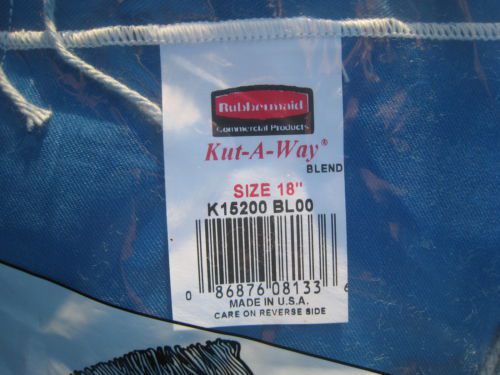 Rubbermaid
Commercial Products
Kut-A-Way®
BLEND
SIZE 18"
K15200 BL00
0 86876 08133 6
MADE IN U.S.A.
CARE ON REVERSE SIDE